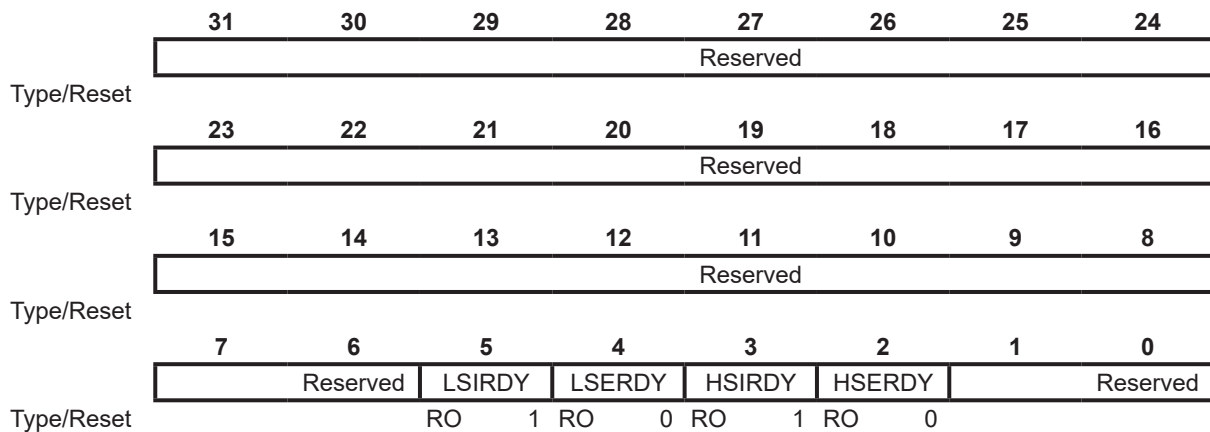 31 30 29 28 27 26 25 24
Reserved
Type/Reset
23 22 21 20 19 18 17 16
Reserved
Type/Reset
15 14 13 12 11 10 9 8
Reserved
Type/Reset
7 6 5 4 3 2 1 0
Reserved LSIRDY LSERDY HSIRDY HSERDY Reserved
Type/Reset RO 1 RO 0 RO 1 RO 0